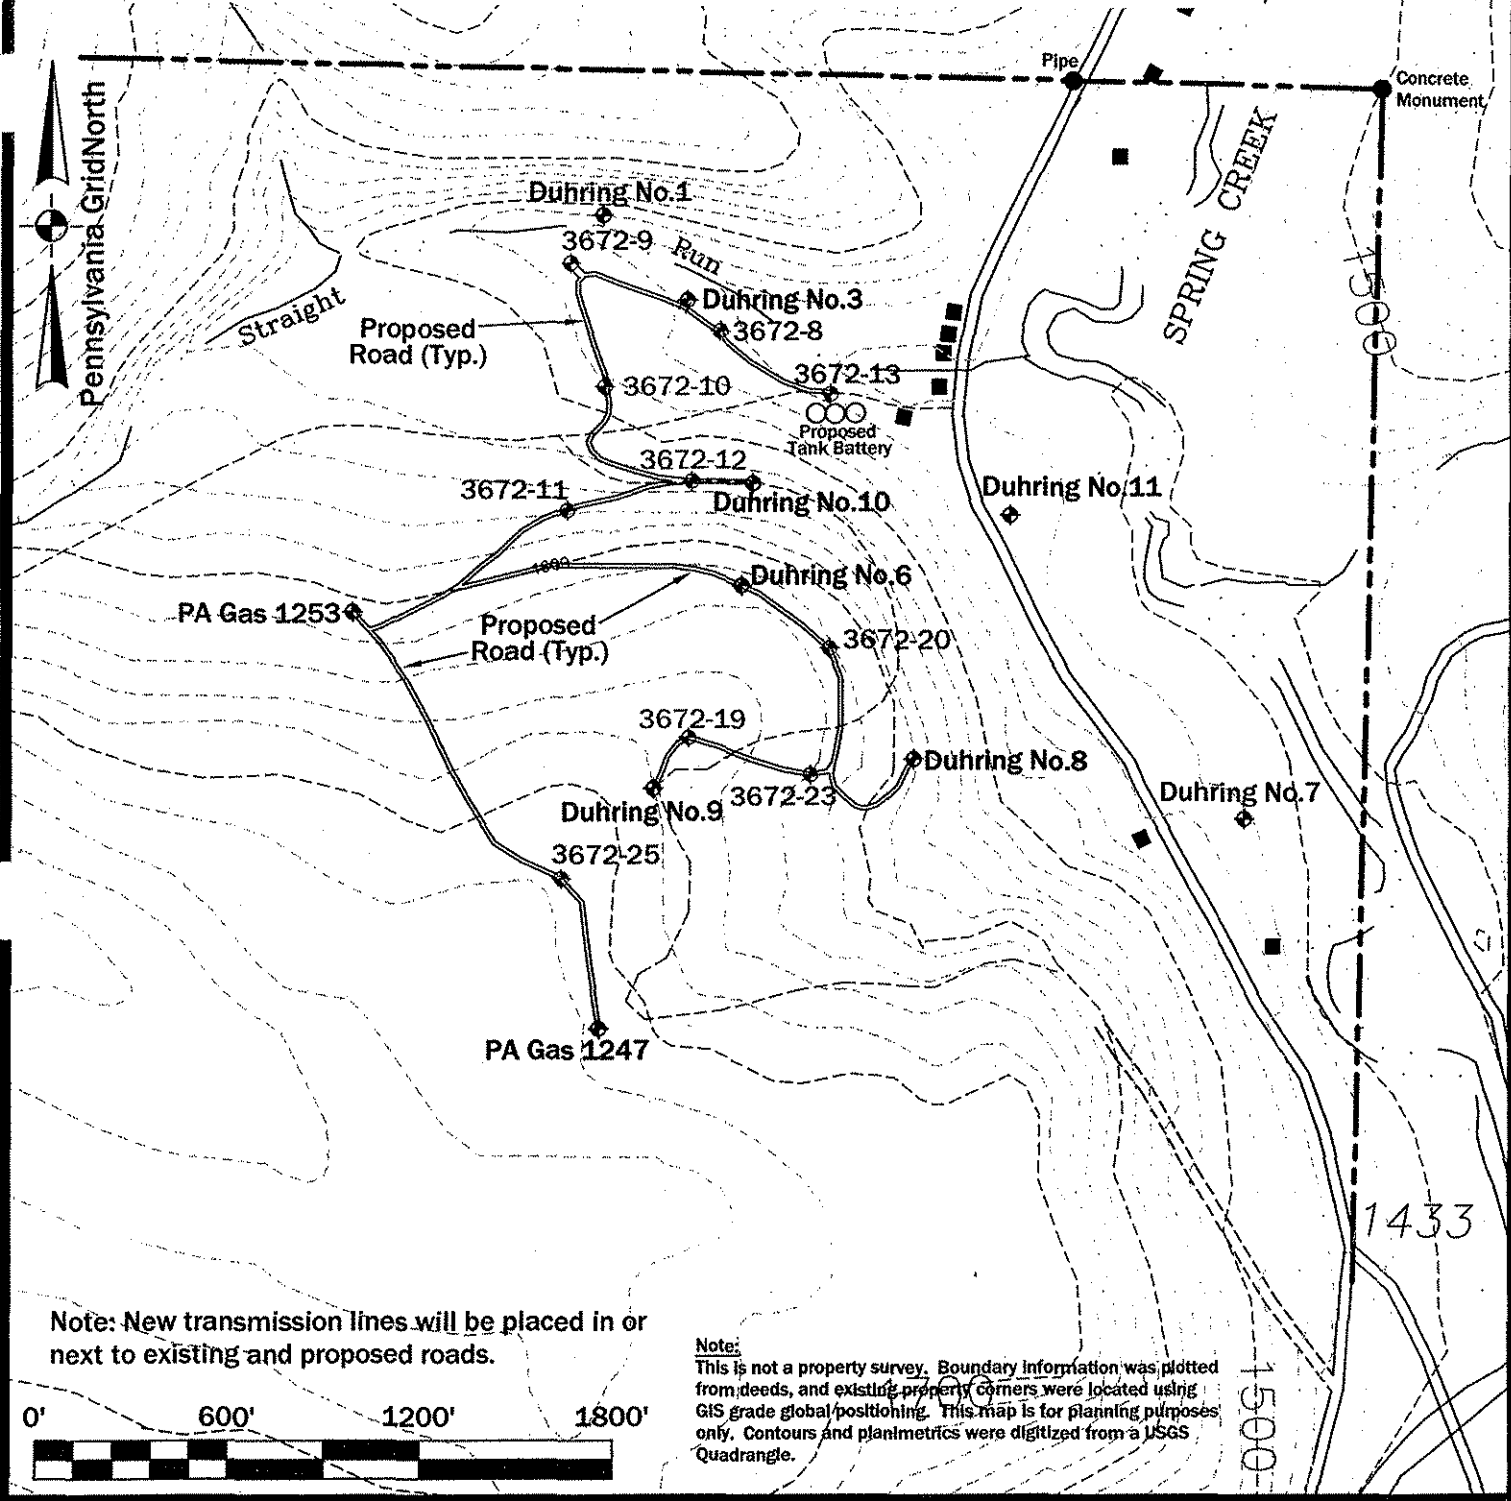 Pipe
Concrete
Monument
Pennsylvania GridNorth
SPRING CREEK
1500
Duhring No.1
3672-9
Run
Duhring No.3
Straight
Proposed
Road (Typ.)
3672-8
3672-13
3672-10
Proposed
Tank Battery
3672-12
3672-11
Duhring No.10
Duhring No.11
1600
Duhring No.6
PA Gas 1253
Proposed
Road (Typ.)
3672-20
3672-19
Duhring No.8
3672-23
Duhring No.9
Duhring No.7
3672-25
PA Gas 1247
1433
Note: New transmission lines will be placed in or
next to existing and proposed roads.
Note:
This is not a property survey. Boundary information was plotted
from deeds, and existing property corners were located using
GIS grade global positioning. This map is for planning purposes
only. Contours and planimetrics were digitized from a USGS
Quadrangle.
1700
1500
0' 600' 1200' 1800'